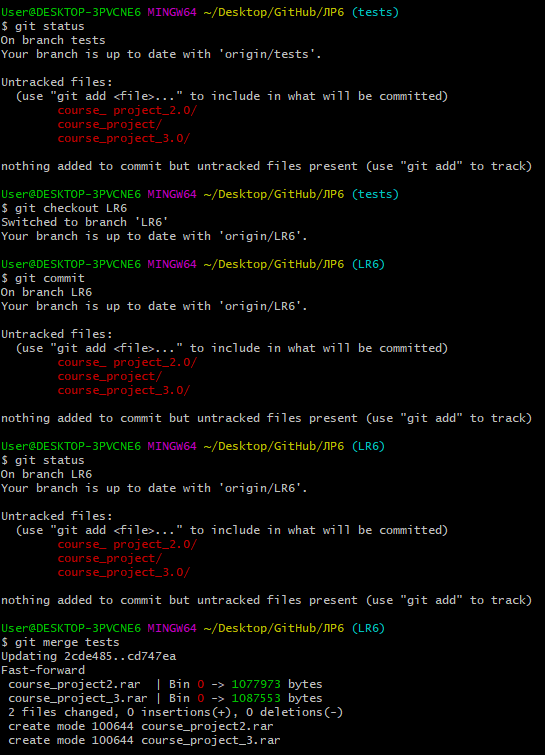 User@DESKTOP-3PVCNE6 MINGW64 ~/Desktop/GitHub/ЛР6 (tests)
$ git status
On branch tests
Your branch is up to date with 'origin/tests'.
Untracked files:
(use "git add <file>..." to include in what will be committed)
course_ project_2.0/
course_project/
course_project_3.0/
nothing added to commit but untracked files present (use "git add" to track)
User@DESKTOP-3PVCNE6 MINGW64 ~/Desktop/GitHub/ЛР6 (tests)
$ git checkout LR6
Switched to branch 'LR6'
Your branch is up to date with 'origin/LR6'.
User@DESKTOP-3PVCNE6 MINGW64 ~/Desktop/GitHub/ЛР6 (LR6)
$ git commit
On branch LR6
Your branch is up to date with 'origin/LR6'.
Untracked files:
(use "git add <file>..." to include in what will be committed)
course_ project_2.0/
course_project/
course_project_3.0/
nothing added to commit but untracked files present (use "git add" to track)
User@DESKTOP-3PVCNE6 MINGW64 ~/Desktop/GitHub/ЛР6 (LR6)
$ git status
On branch LR6
Your branch is up to date with 'origin/LR6'.
Untracked files:
(use "git add <file>..." to include in what will be committed)
course_ project_2.0/
course_project/
course_project_3.0/
nothing added to commit but untracked files present (use "git add" to track)
User@DESKTOP-3PVCNE6 MINGW64 ~/Desktop/GitHub/ЛР6 (LR6)
$ git merge tests
Updating 2cde485..cd747ea
Fast-forward
course_project2.rar | Bin 0 -> 1077973 bytes
course_project_3.rar | Bin 0 -> 1087553 bytes
2 files changed, 0 insertions(+), 0 deletions(-)
create mode 100644 course_project2.rar
create mode 100644 course_project_3.rar